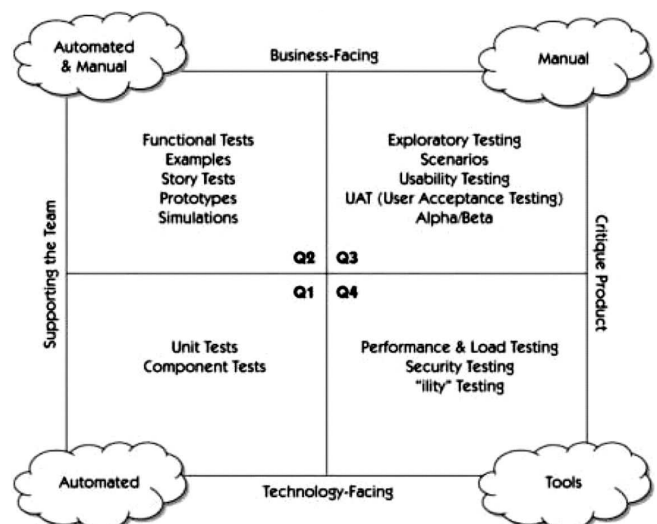 Automated
& Manual
Business-Facing
Manual
Functional Tests
Examples
Story Tests
Prototypes
Simulations
Exploratory Testing
Scenarios
Usability Testing
UAT (User Acceptance Testing)
Alpha/Beta
Supporting the Team
Critique Product
Q2
Q3
Q1
Q4
Unit Tests
Component Tests
Performance & Load Testing
Security Testing
"ility" Testing
Automated
Technology-Facing
Tools